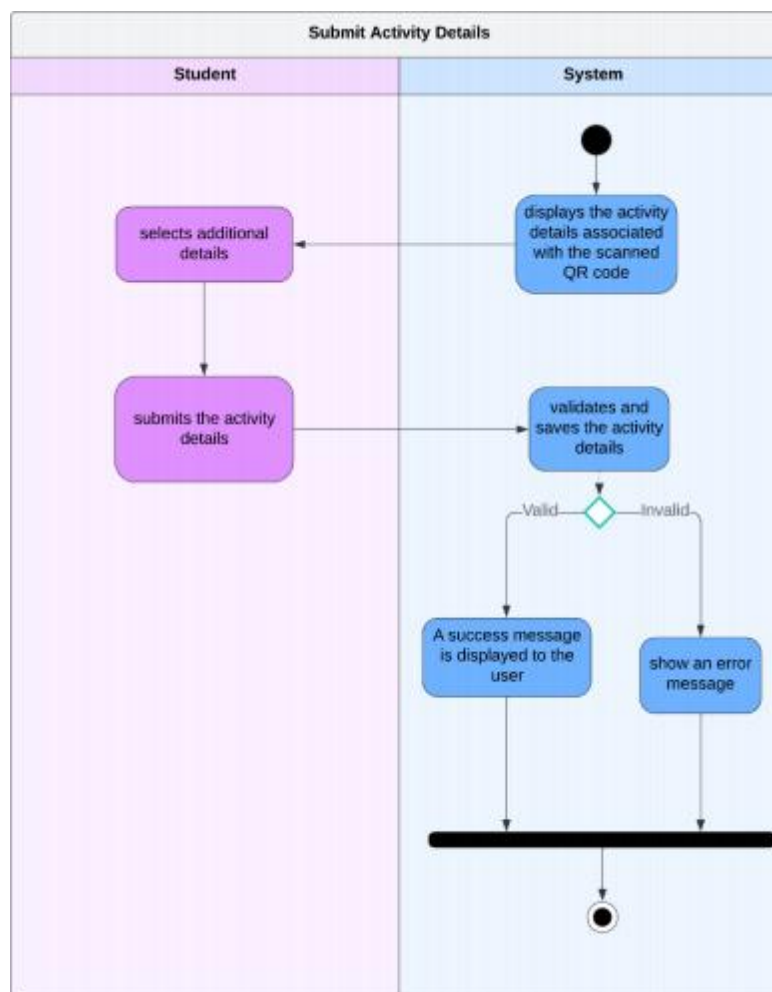 Submit Activity Details
Student
System
displays the activity
details associated
with the scanned
QR code
selects additional
details
submits the activity
details
validates and
saves the activity
details
Valid
Invalid
A success message
is displayed to the
user
show an error
message